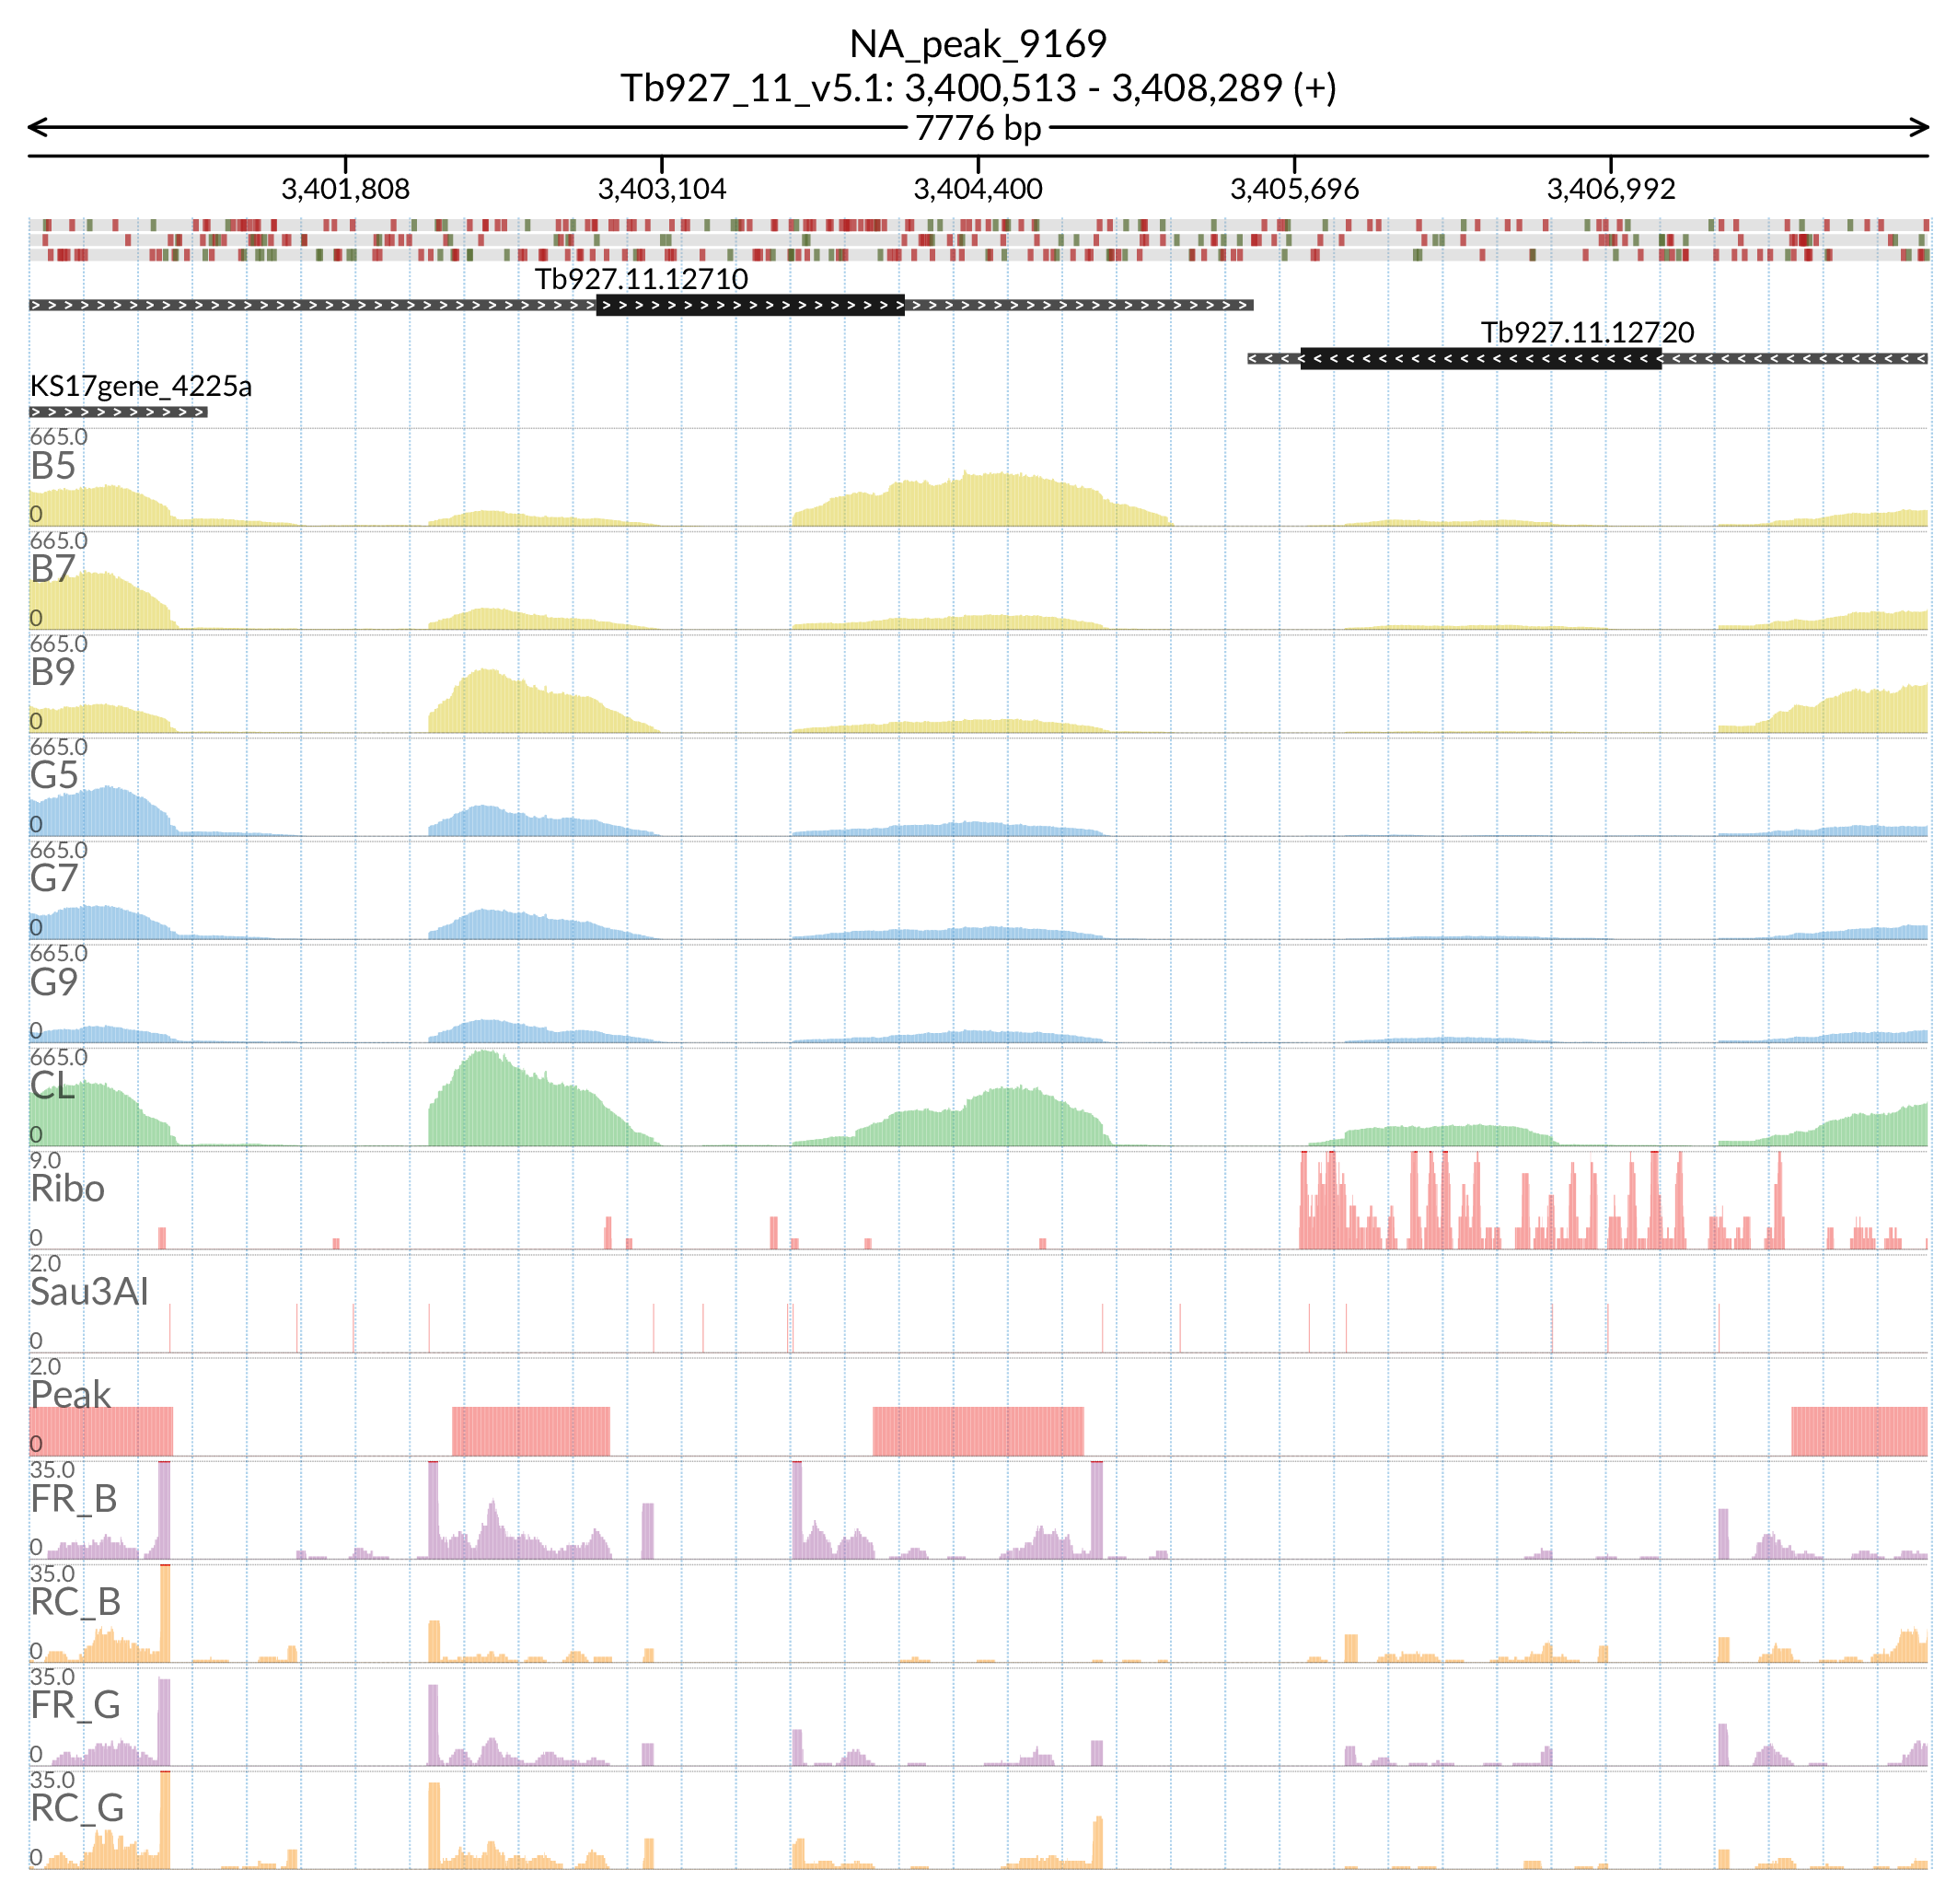 NA_peak_9169
Tb927_11_v5.1: 3,400,513 - 3,408,289 (+)
7776 bp
3,401,808 3,403,104 3,404,400 3,405,696 3,406,992
Tb927.11.12710
Tb927.11.12720
KS17gene_4225a
665.0
B5
0
665.0
B7
0
665.0
B9
0
665.0
G5
0
665.0
G7
0
665.0
G9
0
665.0
CL
0
9.0
Ribo
0
2.0
Sau3AI
0
2.0
Peak
0
35.0
FR_B
0
35.0
RC_B
0
35.0
FR_G
0
35.0
RC_G
0